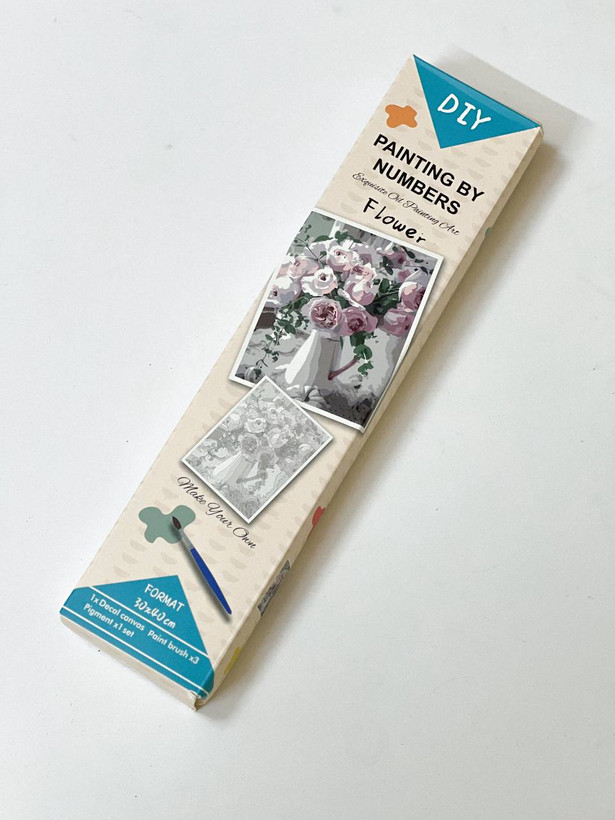 DIY
PAINTING BY
NUMBERS
Exquisite Oil Painting Art
Flower
Make Your Own
FORMAT
30x40cm
1x Decal canvas Paint brush x3
Pigment x1 set